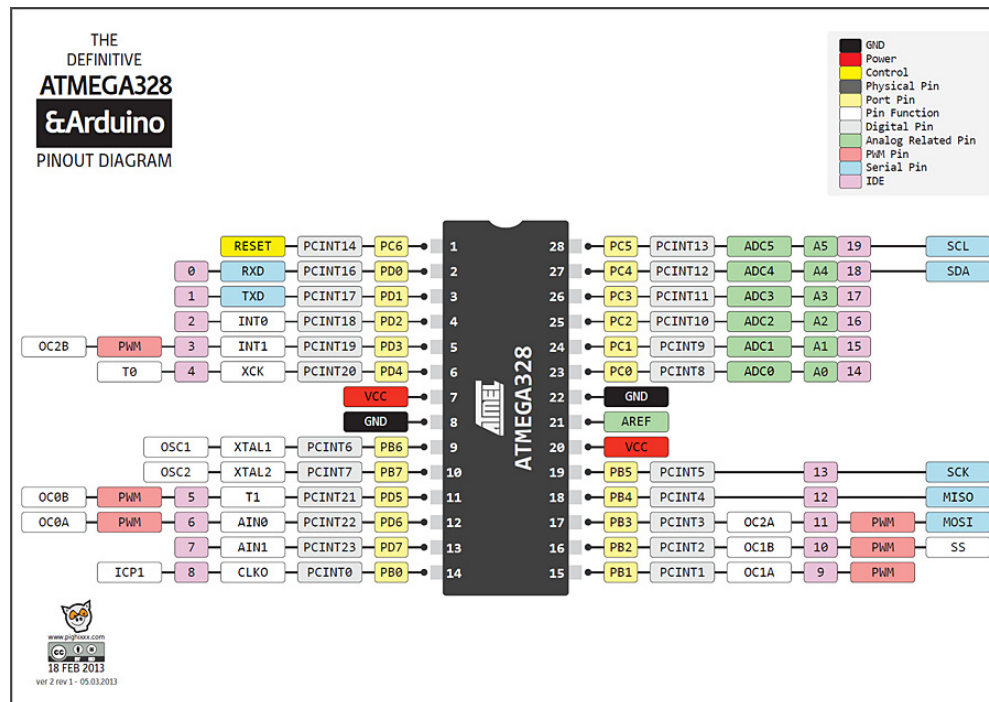 THE
DEFINITIVE
ATMEGA328
&Arduino
PINOUT DIAGRAM
GND
Power
Control
Physical Pin
Port Pin
Pin Function
Digital Pin
Analog Related Pin
PWM Pin
Serial Pin
IDE
RESET PCINT14 PC6 1 28 PC5 PCINT13 ADC5 A5 19 SCL
0 RXD PCINT16 PD0 2 27 PC4 PCINT12 ADC4 A4 18 SDA
1 TXD PCINT17 PD1 3 26 PC3 PCINT11 ADC3 A3 17
2 INT0 PCINT18 PD2 4 25 PC2 PCINT10 ADC2 A2 16
OC2B PWM 3 INT1 PCINT19 PD3 5 24 PC1 PCINT9 ADC1 A1 15
T0 4 XCK PCINT20 PD4 6 23 PC0 PCINT8 ADC0 A0 14
VCC 7 22 GND
GND 8 21 AREF
OSC1 XTAL1 PCINT6 PB6 9 20 VCC
OSC2 XTAL2 PCINT7 PB7 10 19 PB5 PCINT5 13 SCK
OC0B PWM 5 T1 PCINT21 PD5 11 18 PB4 PCINT4 12 MISO
OC0A PWM 6 AIN0 PCINT22 PD6 12 17 PB3 PCINT3 OC2A 11 PWM MOSI
7 AIN1 PCINT23 PD7 13 16 PB2 PCINT2 OC1B 10 PWM SS
ICP1 8 CLKO PCINT0 PB0 14 15 PB1 PCINT1 OC1A 9 PWM
ATMEL
ATMEGA328
www.pighixxx.com
cc
BY ND
18 FEB 2013
ver 2 rev 1 - 05.03.2013